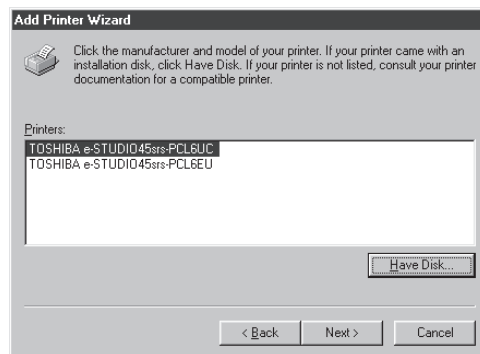 Add Printer Wizard
Click the manufacturer and model of your printer. If your printer came with an
installation disk, click Have Disk. If your printer is not listed, consult your printer
documentation for a compatible printer.
Printers:
TOSHIBA e-STUDIO45srs-PCL6UC
TOSHIBA e-STUDIO45srs-PCL6EU
Have Disk...
< Back Next > Cancel